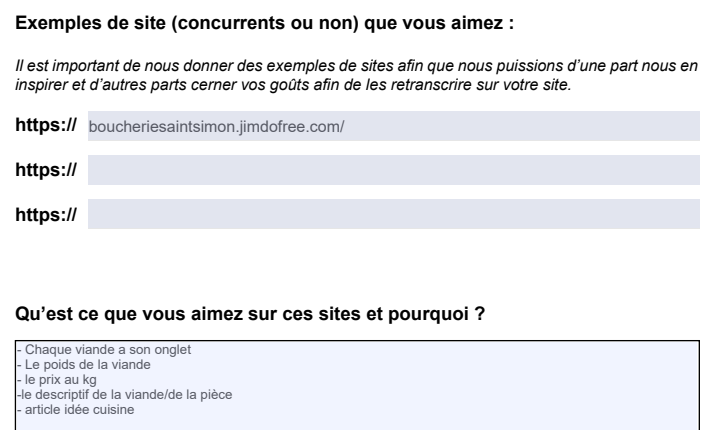 Exemples de site (concurrents ou non) que vous aimez :
Il est important de nous donner des exemples de sites afin que nous puissions d'une part nous en
inspirer et d'autres parts cerner vos goûts afin de les retranscrire sur votre site.
https:// boucheriesaintsimon.jimdofree.com/
https://
https://
Qu'est ce que vous aimez sur ces sites et pourquoi ?
- Chaque viande a son onglet
- Le poids de la viande
- le prix au kg
-le descriptif de la viande/de la pièce
- article idée cuisine